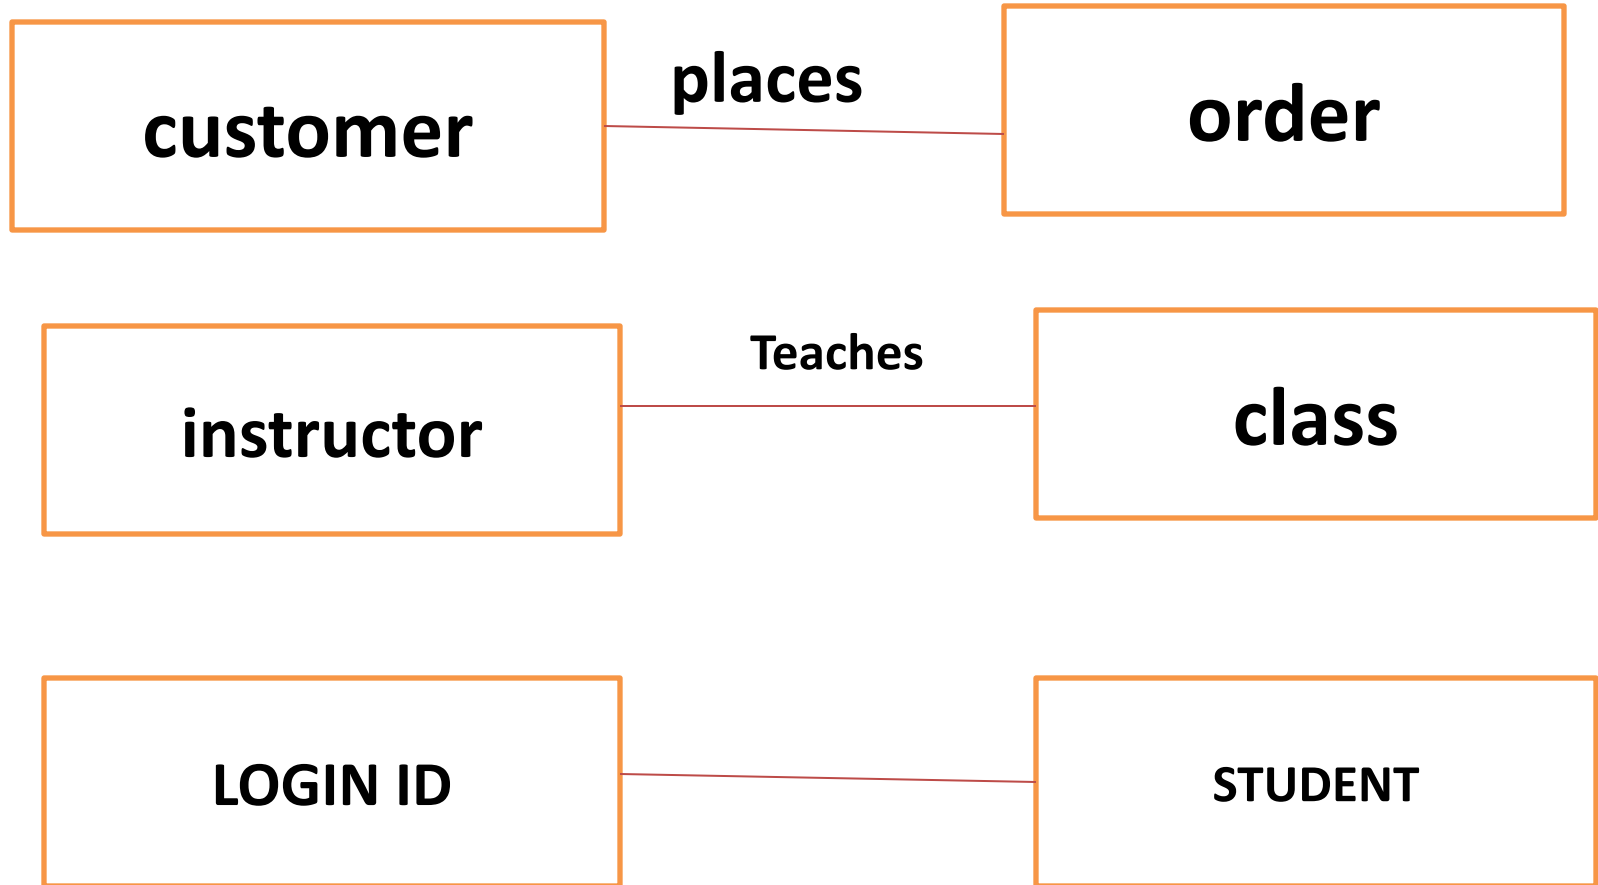 places
customer
order
Teaches
instructor
class
LOGIN ID
STUDENT